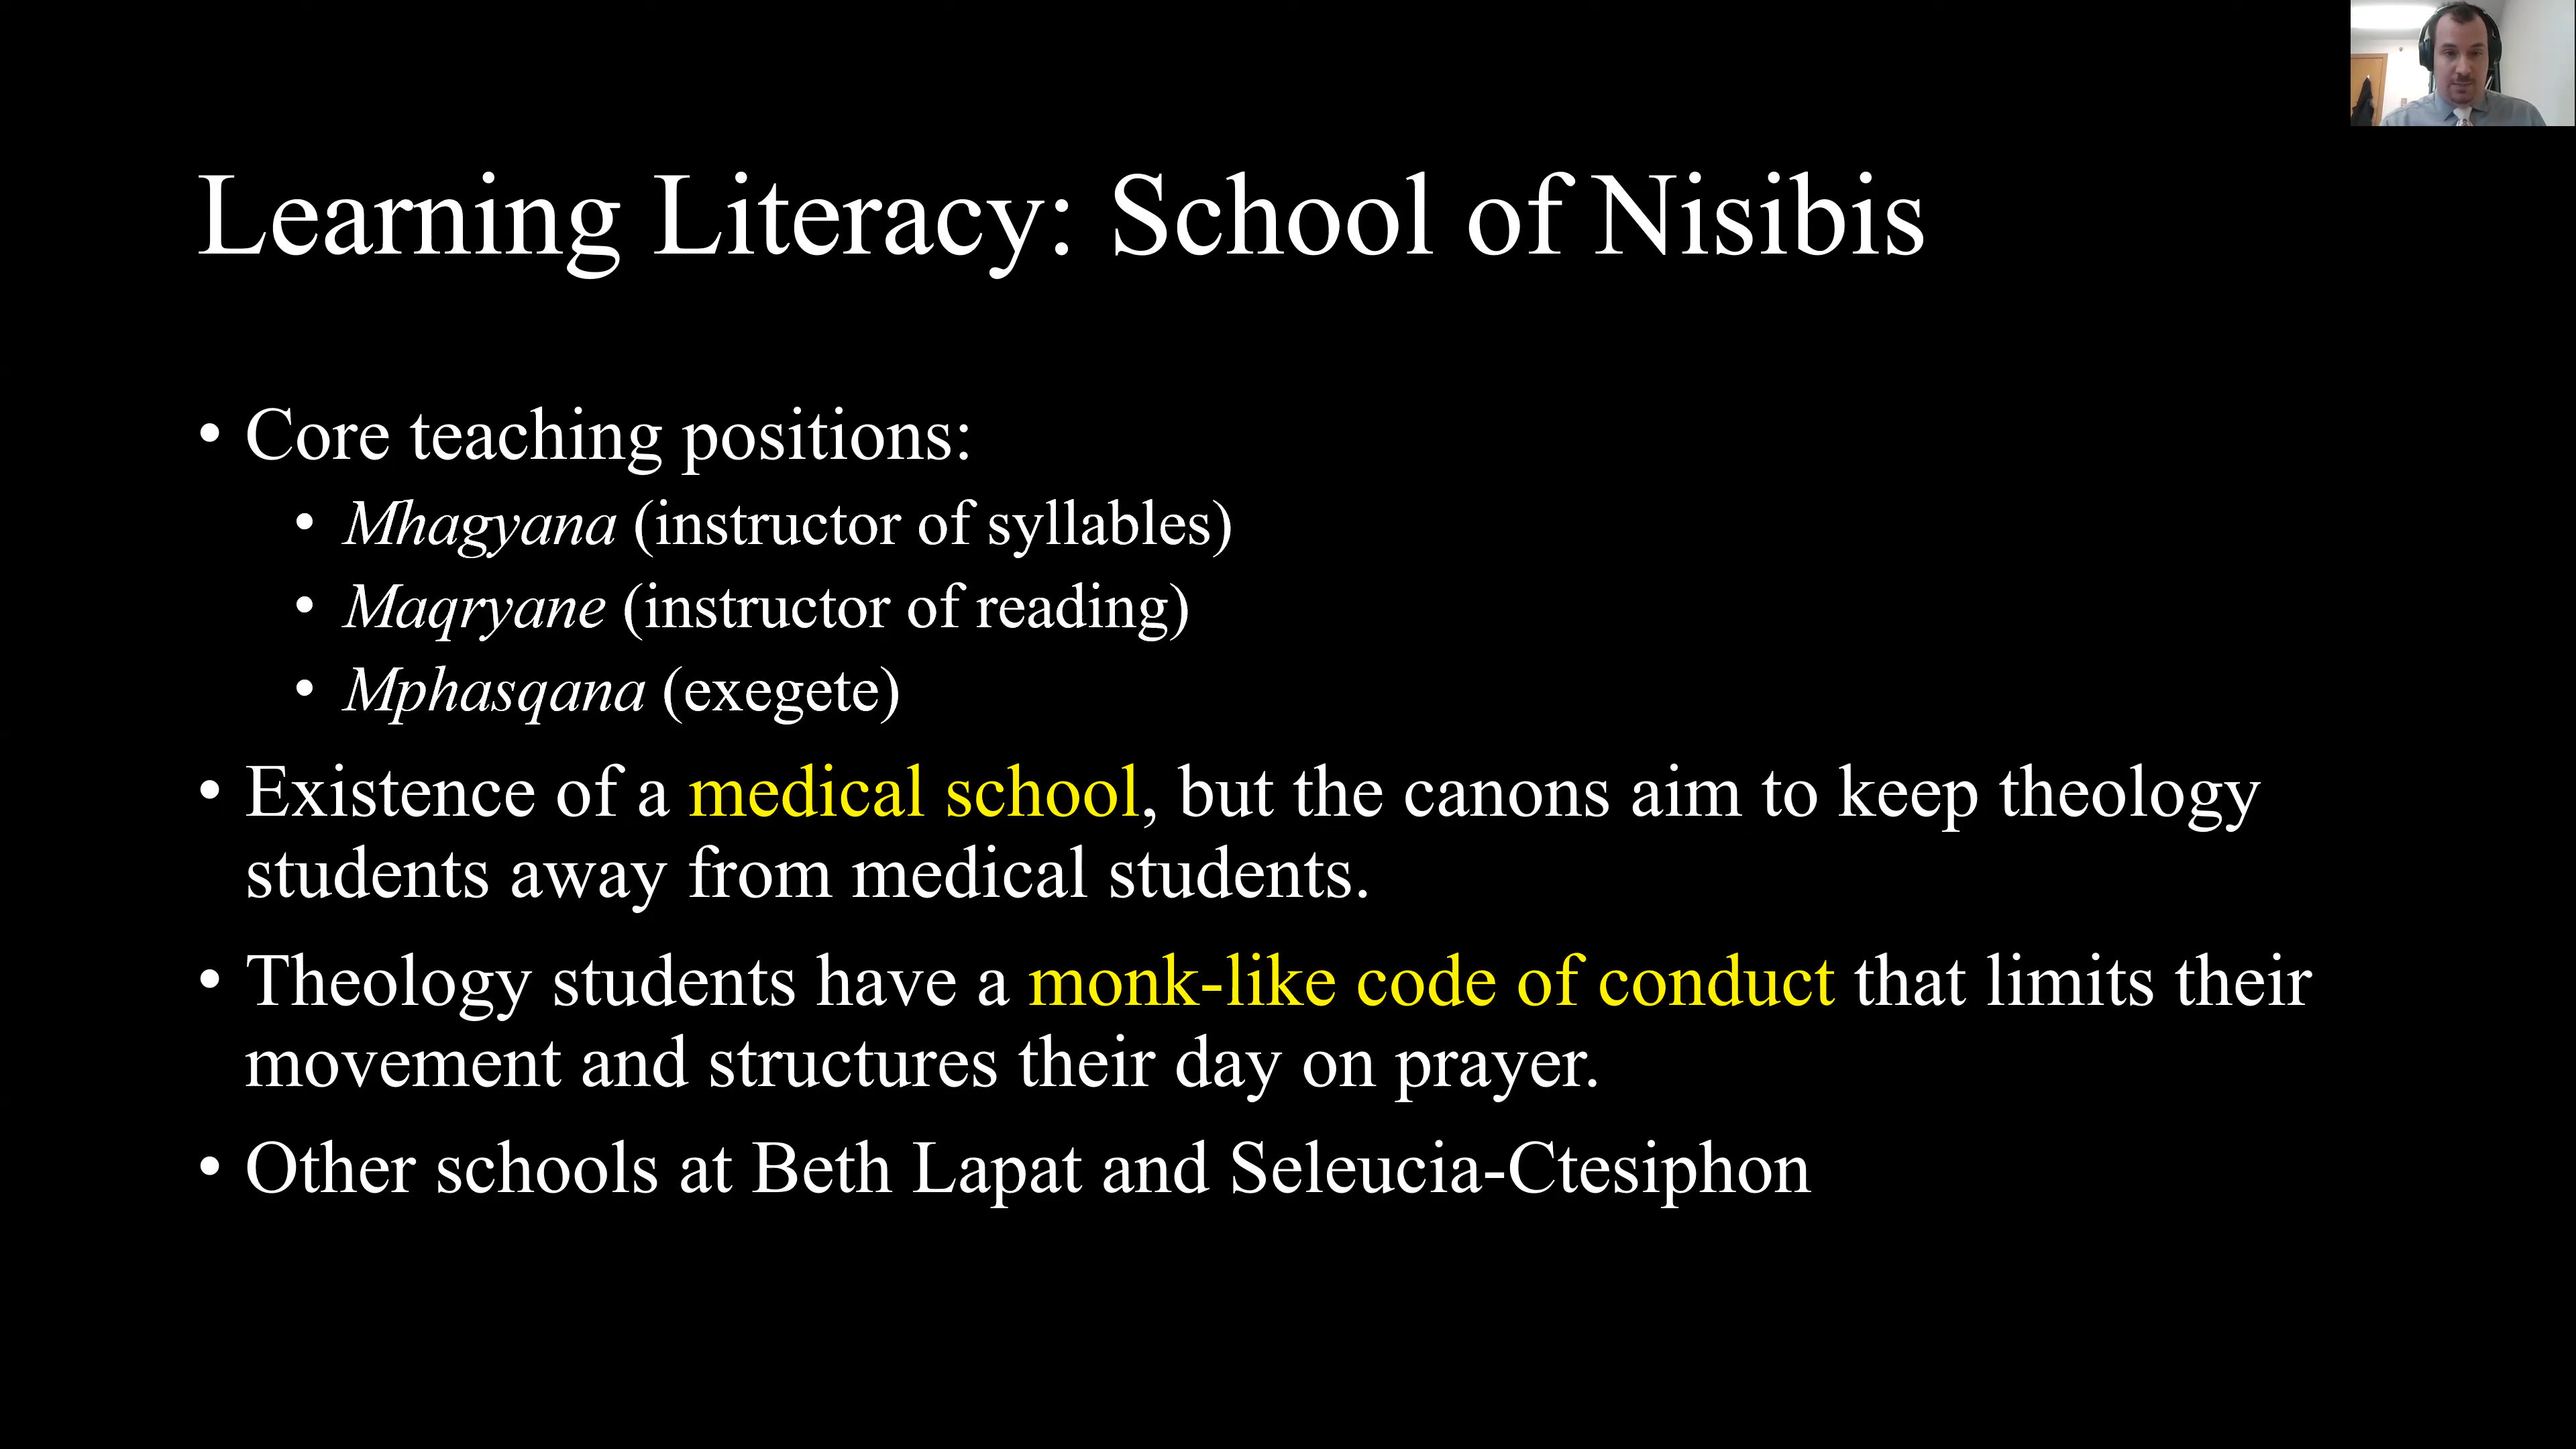 Learning Literacy: School of Nisibis
• Core teaching positions:
• Mhagyana (instructor of syllables)
• Maqryane (instructor of reading)
• Mphasqana (exegete)
• Existence of a medical school, but the canons aim to keep theology
students away from medical students.
• Theology students have a monk-like code of conduct that limits their
movement and structures their day on prayer.
• Other schools at Beth Lapat and Seleucia-Ctesiphon